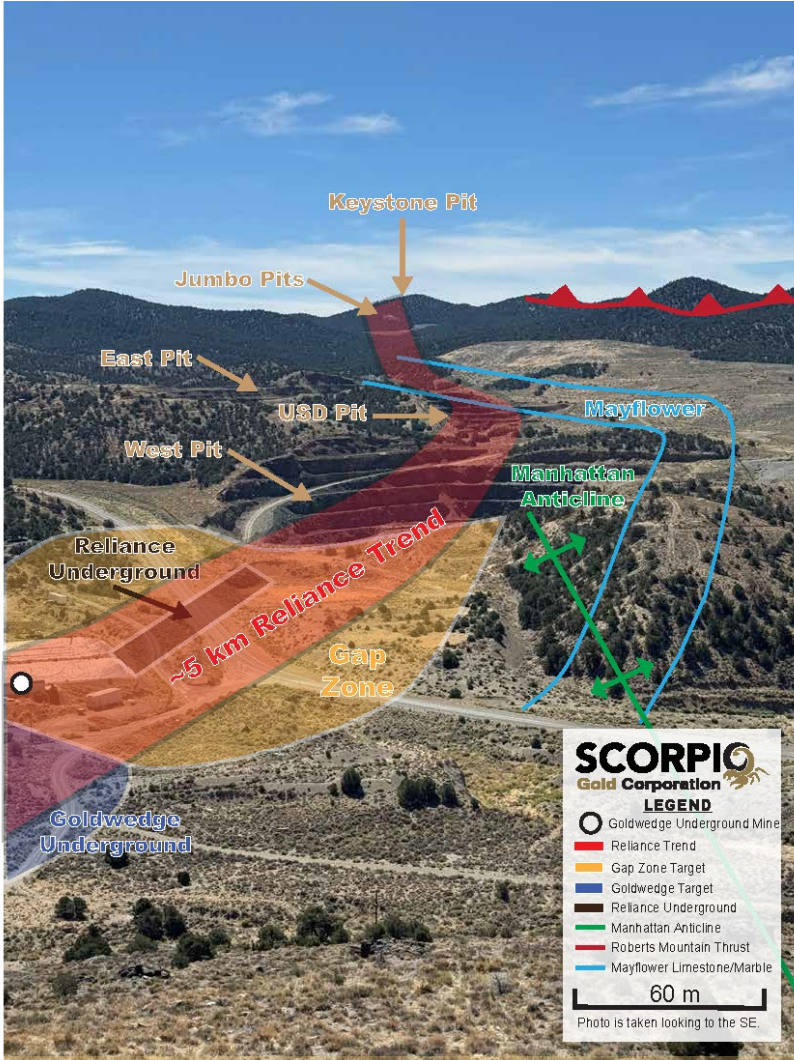 Keystone Pit
Jumbo Pits
East Pit
USD Pit
Mayflower
West Pit
Manhattan
Anticline
Reliance
Underground
~5 km Reliance Trend
Gap
Zone
Goldwedge
Underground
SCORPIO
Gold Corporation
LEGEND
Goldwedge Underground Mine
Reliance Trend
Gap Zone Target
Goldwedge Target
Reliance Underground
Manhattan Anticline
Roberts Mountain Thrust
Mayflower Limestone/Marble
60 m
Photo is taken looking to the SE.